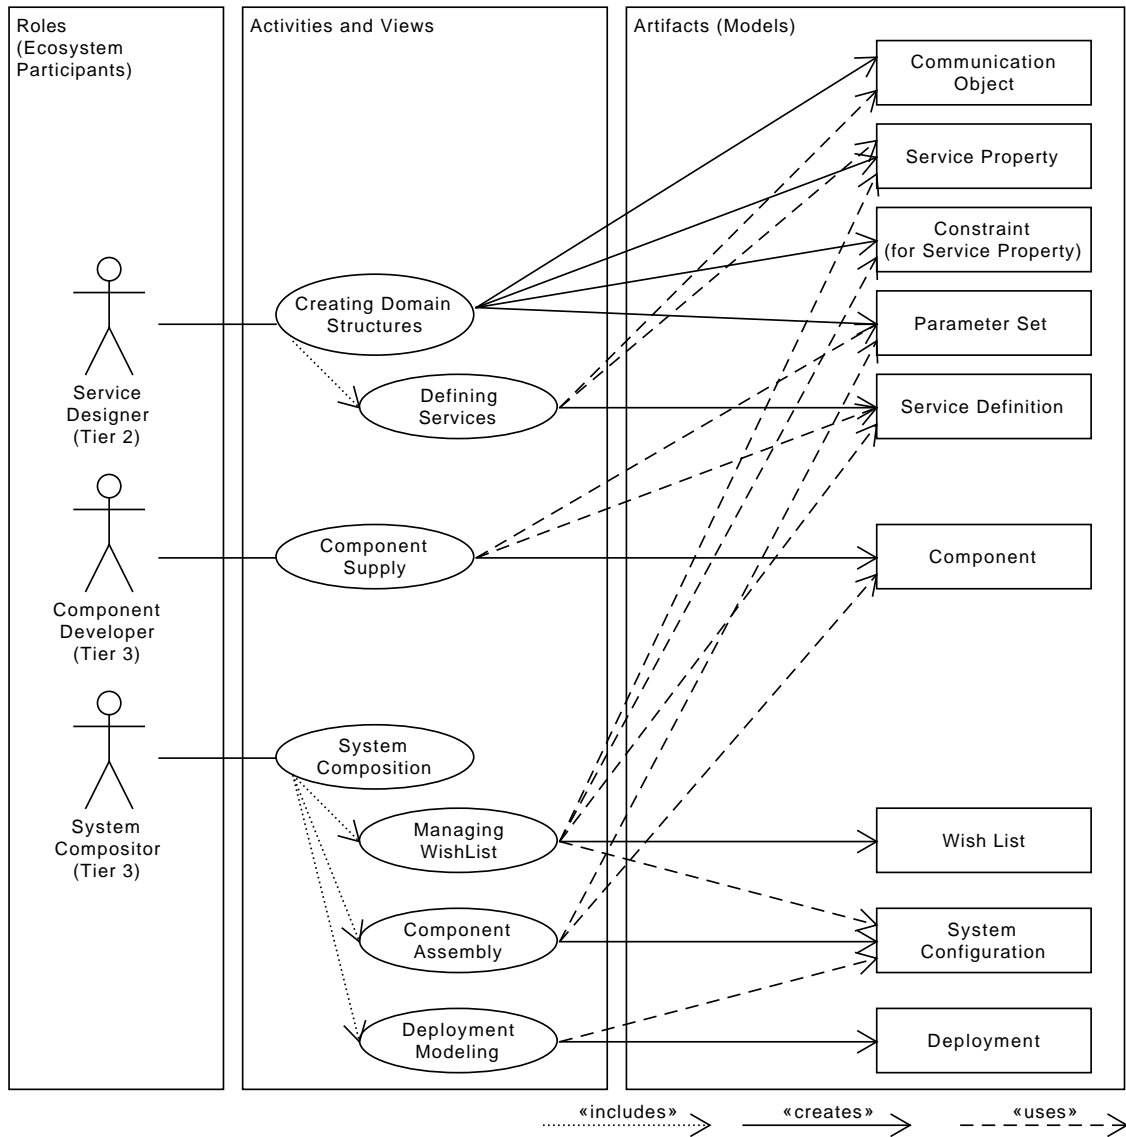 Roles
(Ecosystem
Participants)
Activities and Views
Artifacts (Models)
Service
Designer
(Tier 2)
Component
Developer
(Tier 3)
System
Compositor
(Tier 3)
Creating Domain
Structures
Defining
Services
Component
Supply
System
Composition
Managing
WishList
Component
Assembly
Deployment
Modeling
Communication
Object
Service Property
Constraint
(for Service Property)
Parameter Set
Service Definition
Component
Wish List
System
Configuration
Deployment
«includes»
«creates»
«uses»